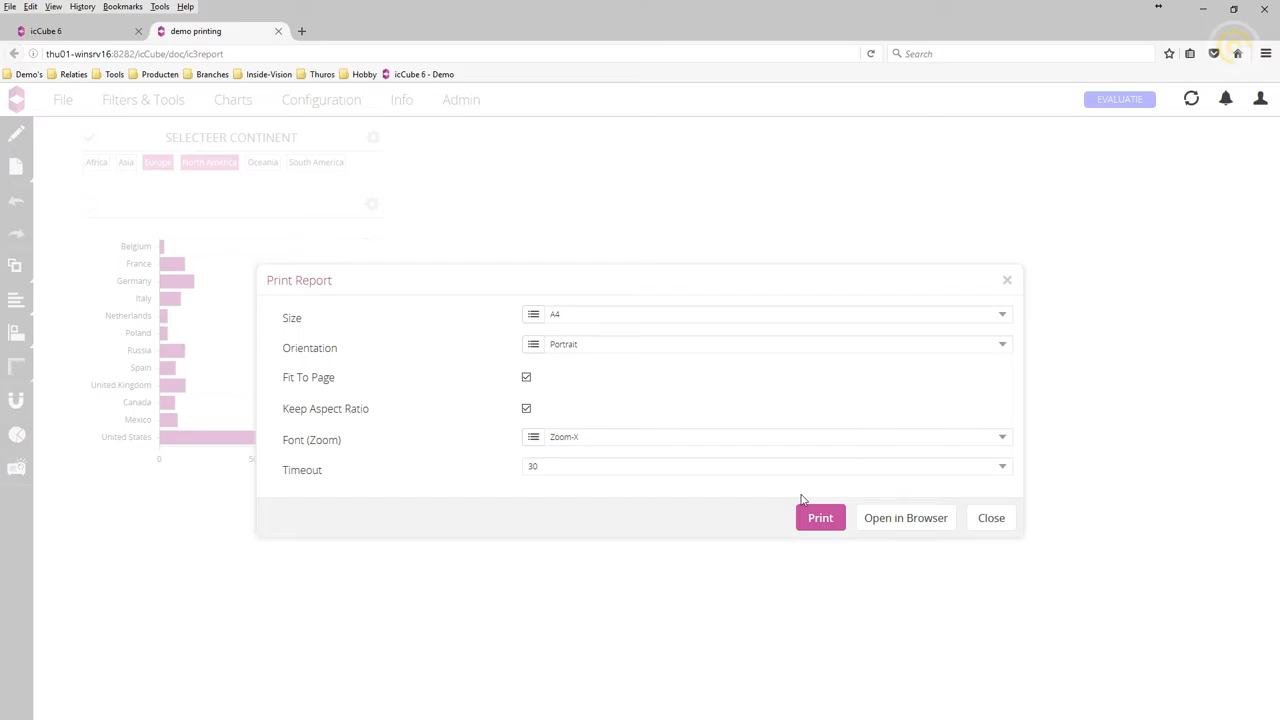 File Edit View History Bookmarks Tools Help
icCube 6 demo printing
thu01-winsrv16:8282/icCube/doc/ic3report Search
Demo's Relaties Tools Producten Branches Inside-Vision Thuros Hobby icCube 6 - Demo
File Filters & Tools Charts Configuration Info Admin EVALUATIE
SELECTEER CONTINENT
Africa Asia Europe North America Oceania South America
Belgium
France
Germany
Italy
Netherlands
Poland
Russia
Spain
United Kingdom
Canada
Mexico
United States
0
Print Report
Size A4
Orientation Portrait
Fit To Page
Keep Aspect Ratio
Font (Zoom) Zoom-X
Timeout 30
Print Open in Browser Close